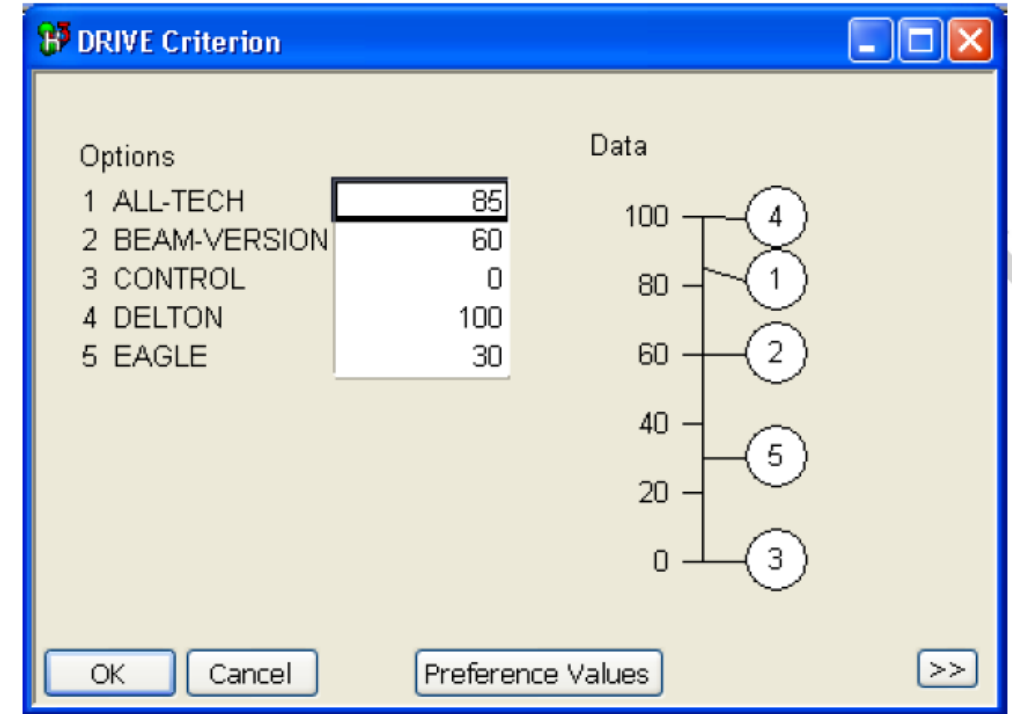 DRIVE Criterion
Options
1 ALL-TECH 85
2 BEAM-VERSION 60
3 CONTROL 0
4 DELTON 100
5 EAGLE 30
Data
100 4
80 1
60 2
40
5
20
0 3
OK Cancel Preference Values >>